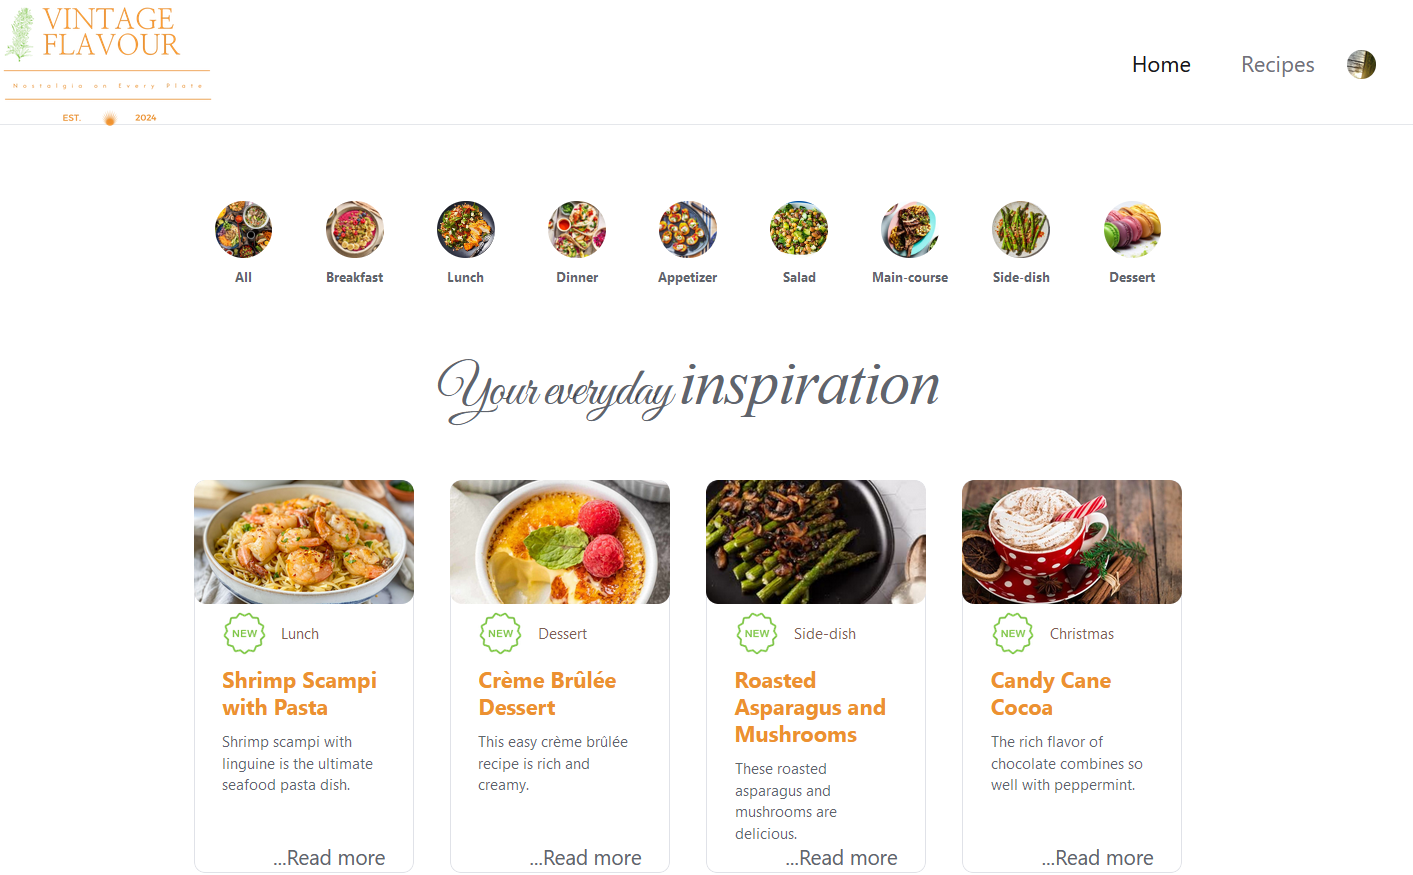 VINTAGE
FLAVOUR
Nostalgia on Every Plate
EST. 2024
Home Recipes
All Breakfast Lunch Dinner Appetizer Salad Main-course Side-dish Dessert
Your everyday inspiration
NEW Lunch
Shrimp Scampi
with Pasta
Shrimp scampi with
linguine is the ultimate
seafood pasta dish.
...Read more
NEW Dessert
Crème Brûlée
Dessert
This easy crème brûlée
recipe is rich and
creamy.
...Read more
NEW Side-dish
Roasted
Asparagus and
Mushrooms
These roasted
asparagus and
mushrooms are
delicious.
...Read more
NEW Christmas
Candy Cane
Cocoa
The rich flavor of
chocolate combines so
well with peppermint.
...Read more